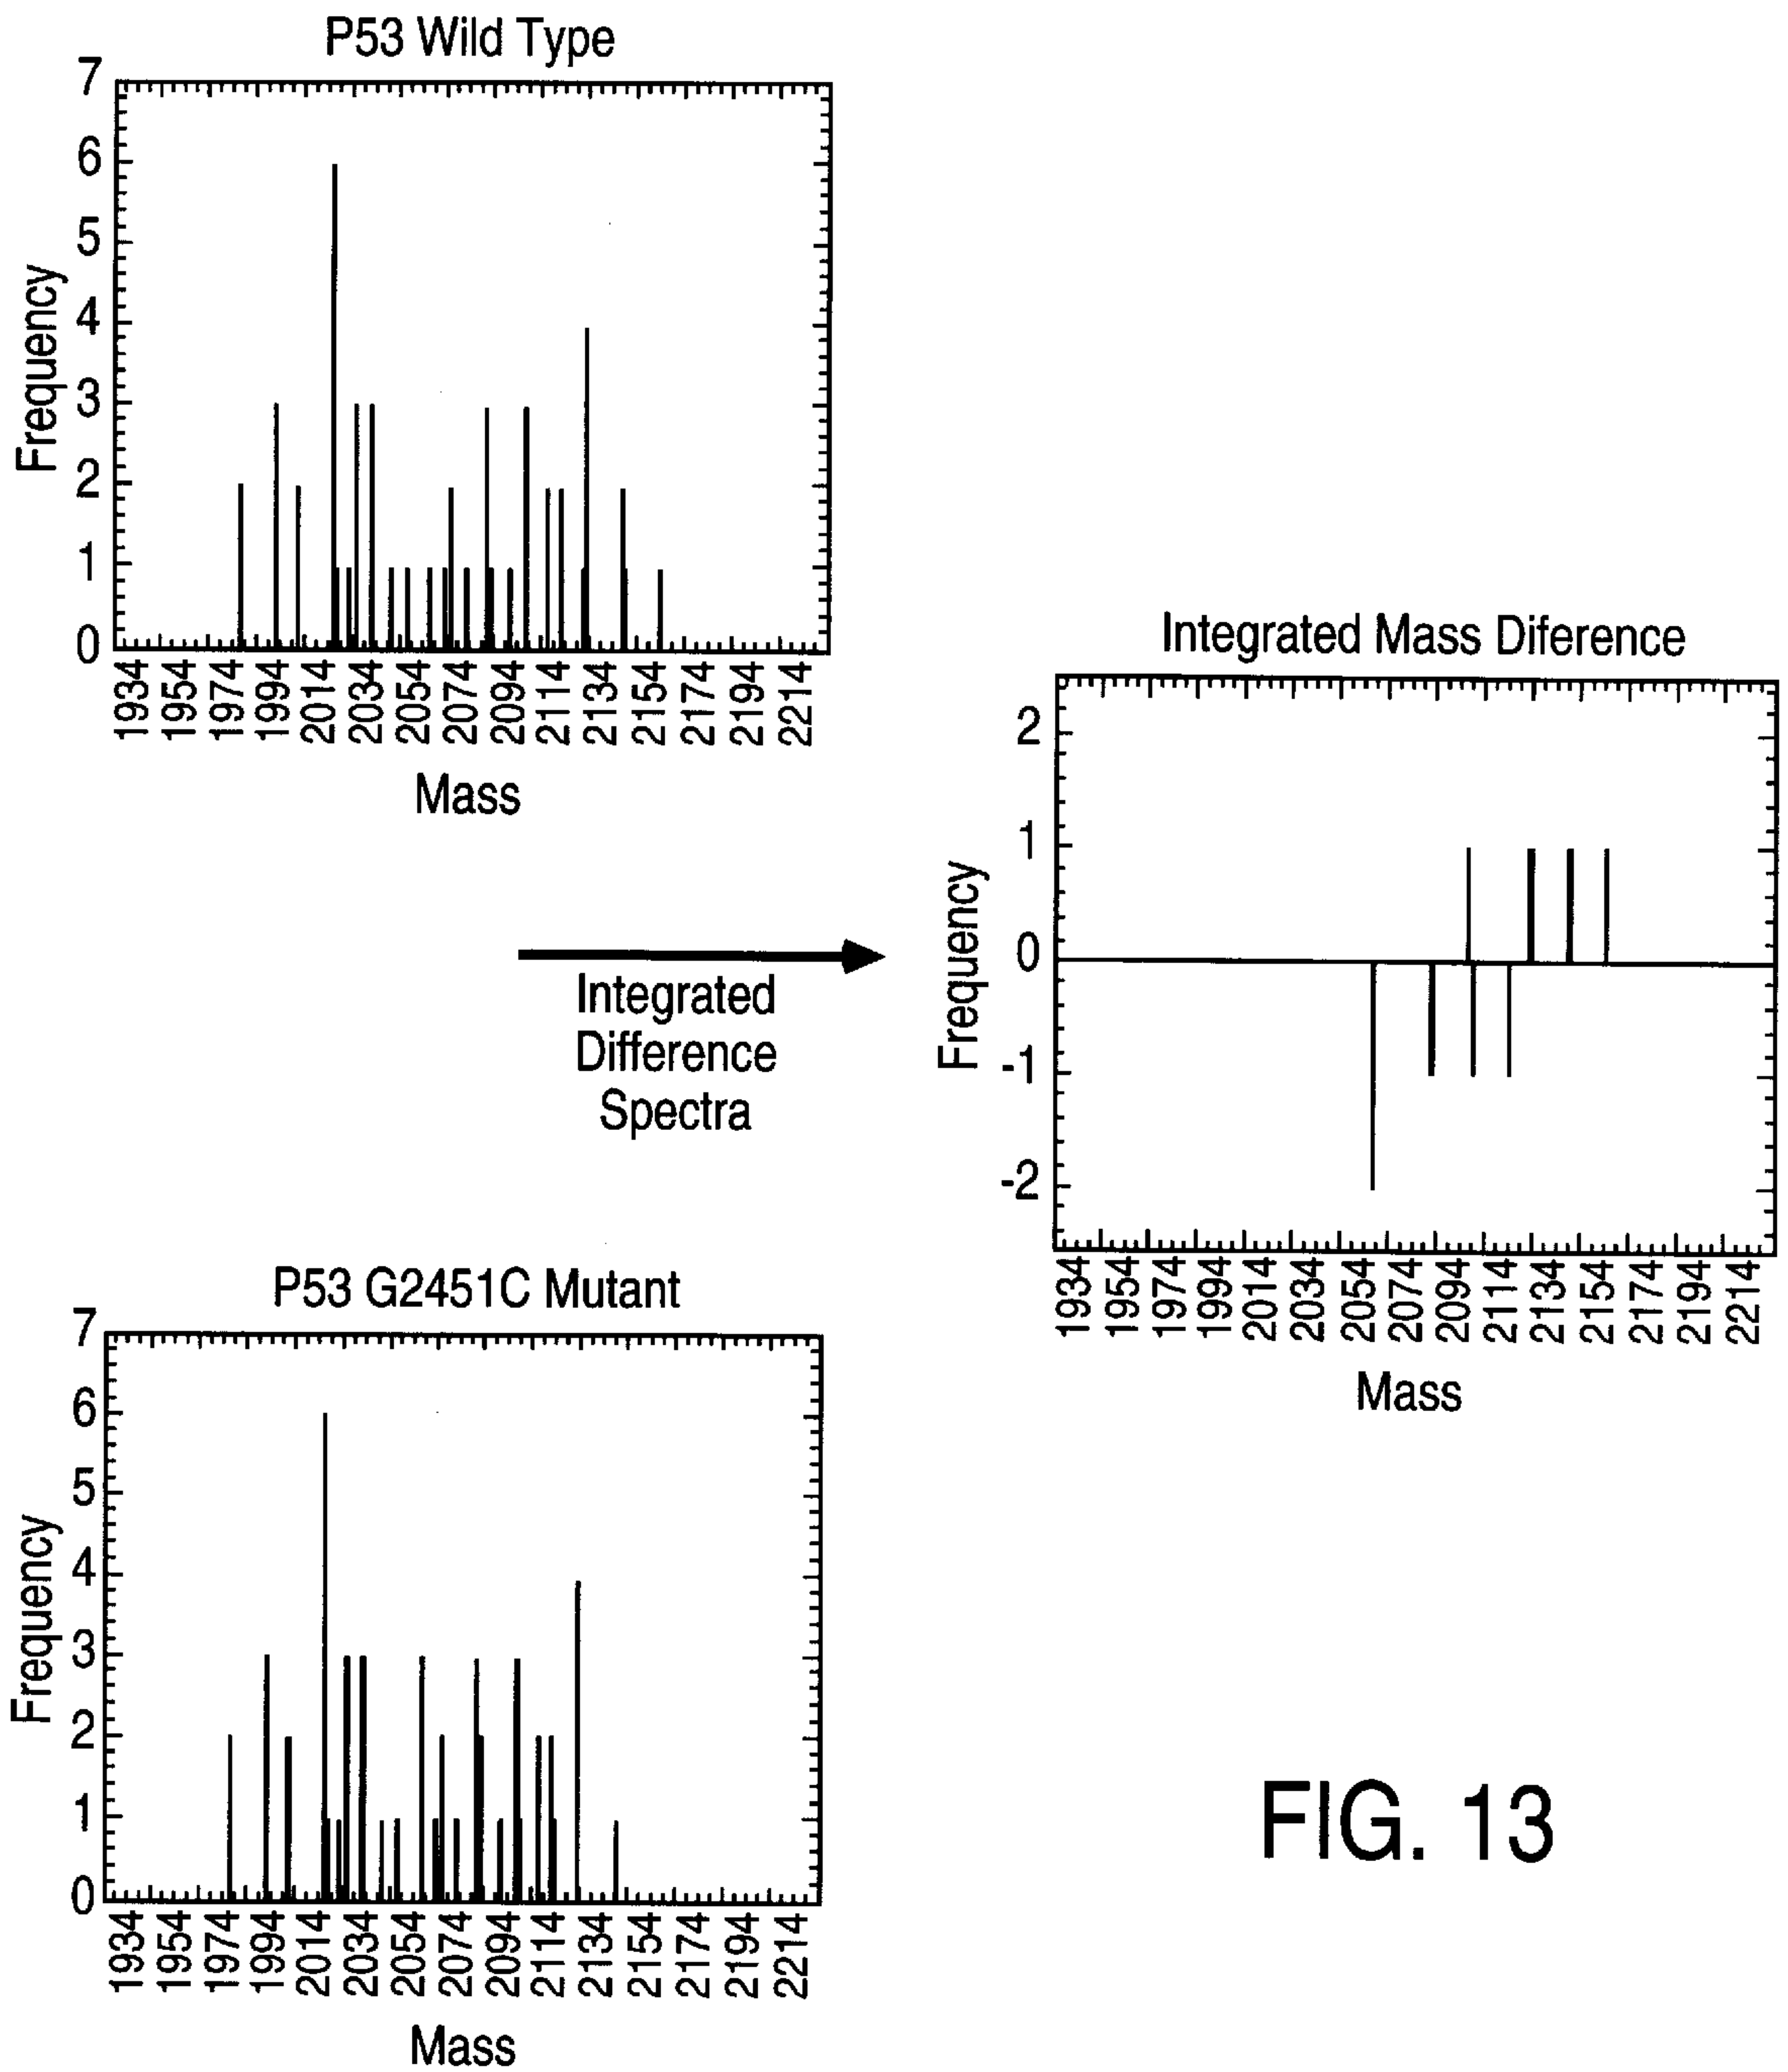 P53 Wild Type
7
6
5
4
3
2
1
0
Frequency
1934 1954 1974 1994 2014 2034 2054 2074 2094 2114 2134 2154 2174 2194 2214
Mass
Integrated
Difference
Spectra
Integrated Mass Diference
2
1
0
-1
-2
Frequency
1934 1954 1974 1994 2014 2034 2054 2074 2094 2114 2134 2154 2174 2194 2214
Mass
P53 G2451C Mutant
7
6
5
4
3
2
1
0
Frequency
1934 1954 1974 1994 2014 2034 2054 2074 2094 2114 2134 2154 2174 2194 2214
Mass
FIG. 13